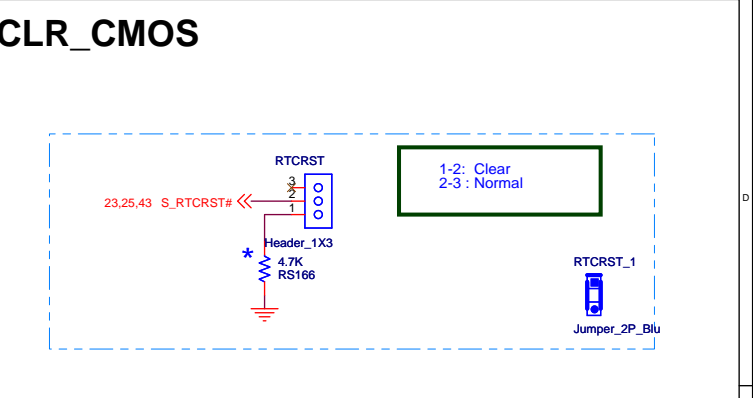 CLR_CMOS
RTCRST
3
2
1
23,25,43 S_RTCRST#
Header_1X3
*
4.7K
RS166
1-2: Clear
2-3 : Normal
RTCRST_1
Jumper_2P_Blu
D